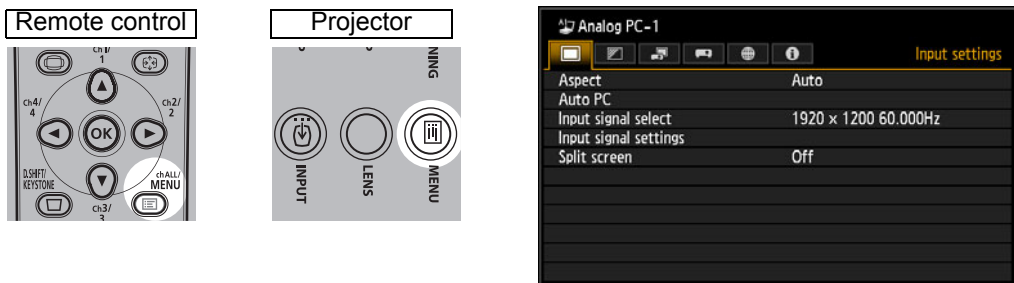 Remote control
Ch1/
1
Ch4/
4
OK
Ch2/
2
D.SHIFT/
KEYSTONE
chALL/
MENU
Ch3/
3
Projector
NING
INPUT
LENS
MENU
Analog PC-1
Input settings
Aspect Auto
Auto PC
Input signal select 1920 × 1200 60.000Hz
Input signal settings
Split screen Off